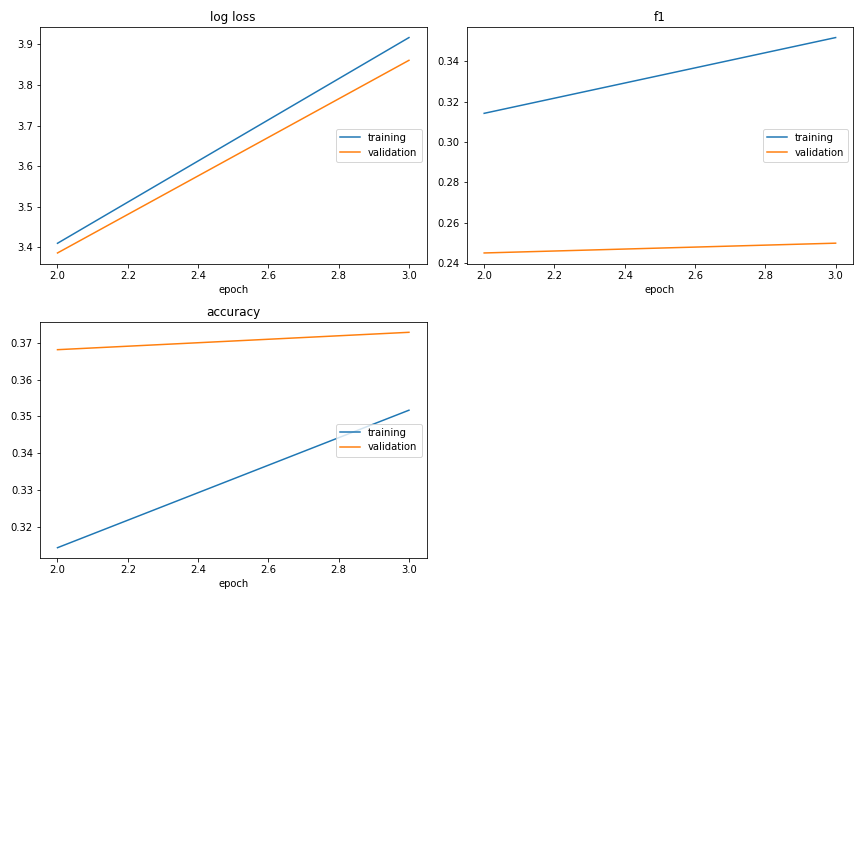 log loss
3.9
3.8
3.7
3.6
3.5
3.4
training
validation
2.0 2.2 2.4 2.6 2.8 3.0
epoch
f1
0.34
0.32
0.30
0.28
0.26
0.24
training
validation
2.0 2.2 2.4 2.6 2.8 3.0
epoch
accuracy
0.37
0.36
0.35
0.34
0.33
0.32
training
validation
2.0 2.2 2.4 2.6 2.8 3.0
epoch